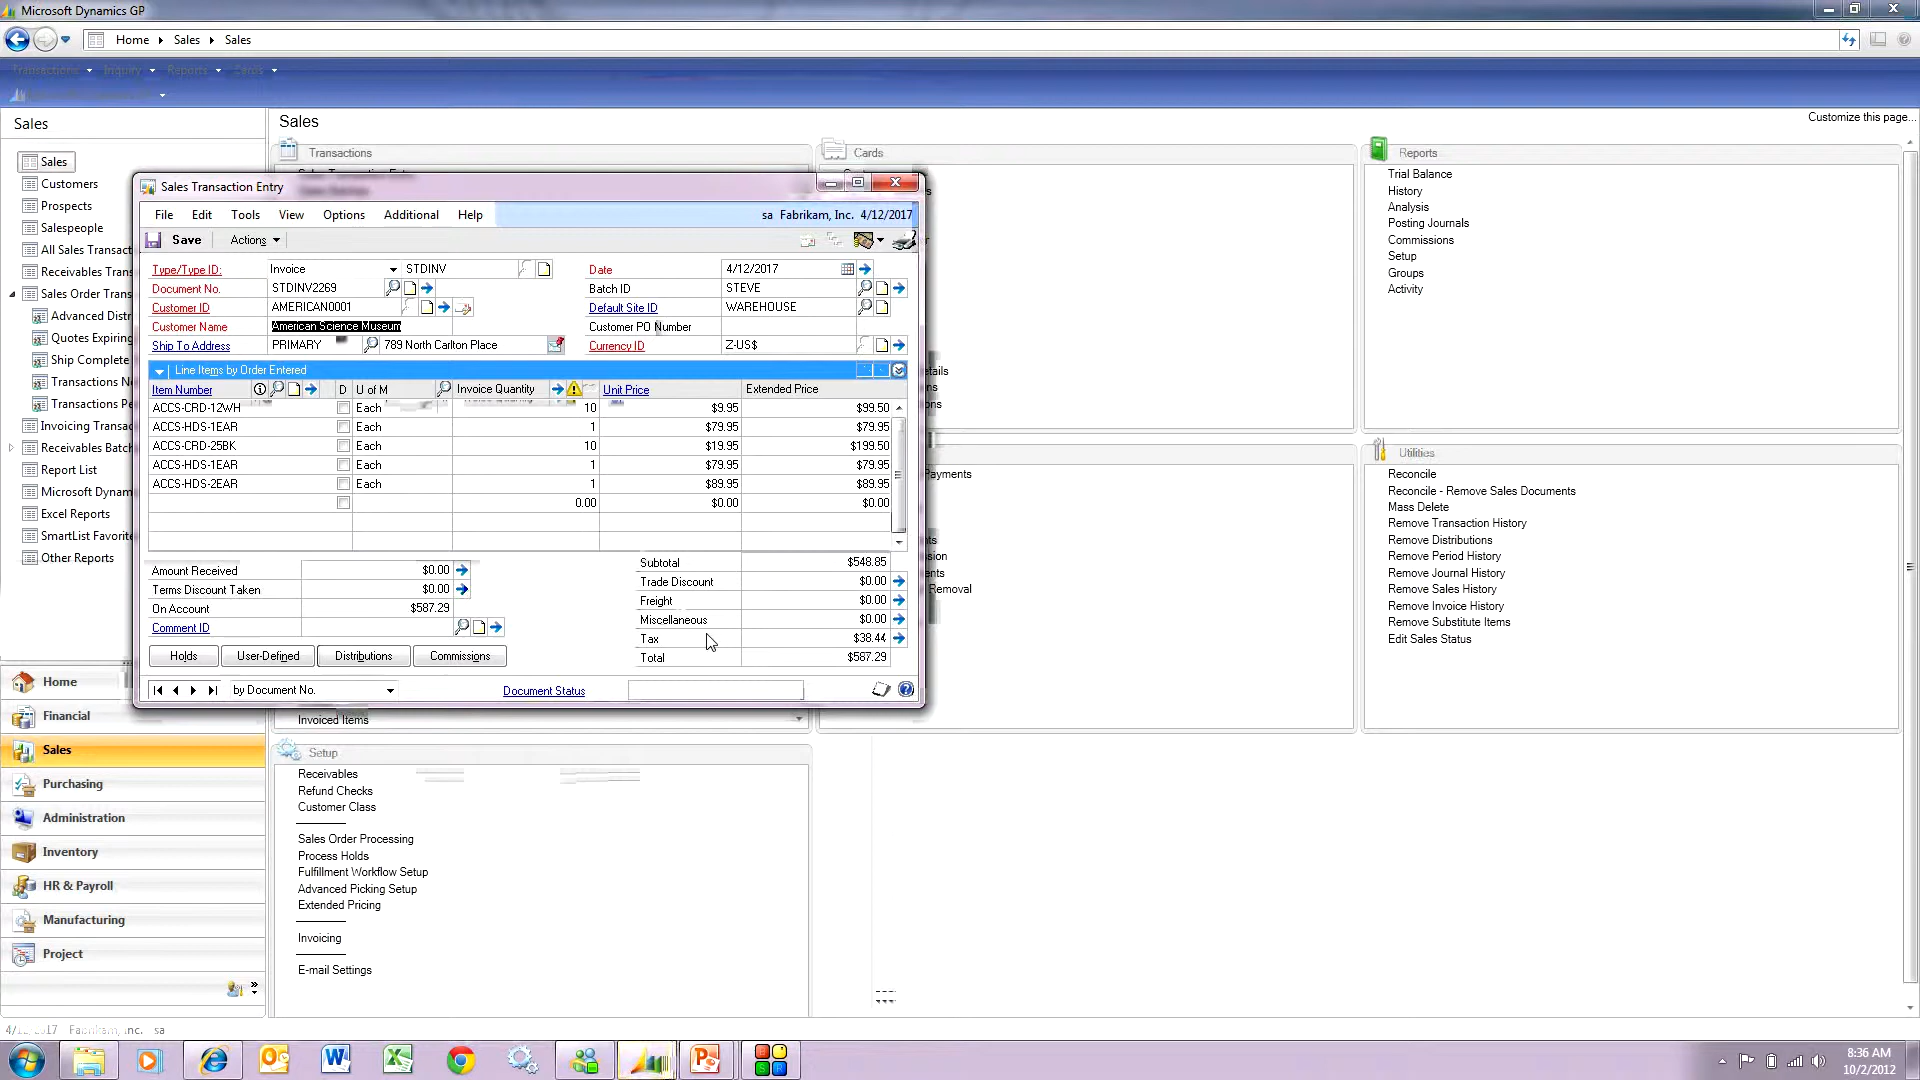 Microsoft Dynamics GP
Home Sales Sales
Transactions Inquiry Reports Cards
Sales
Sales
Customize this page...
Sales
Customers
Prospects
Salespeople
All Sales Transact
Receivables Tran
Sales Order Trans
Advanced Distr
Quotes Expiring
Ship Complete
Transactions N
Transactions Pe
Invoicing Transac
Receivables Batch
Report List
Microsoft Dynam
Excel Reports
SmartList Favorite
Other Reports
Home
Financial
Sales
Purchasing
Administration
Inventory
HR & Payroll
Manufacturing
Project
Transactions
Cards
Reports
Trial Balance
History
Analysis
Posting Journals
Commissions
Setup
Groups
Activity
Sales Transaction Entry
File Edit Tools View Options Additional Help sa Fabrikam, Inc. 4/12/2017
Save Actions
Type/Type ID: Invoice STDINV Date 4/12/2017
Document No. STDINV2269 Batch ID STEVE
Customer ID AMERICAN0001 Default Site ID WAREHOUSE
Customer Name American Science Museum Customer PO Number
Ship To Address PRIMARY 789 North Carlton Place Currency ID Z-US$
Line Items by Order Entered
Item Number D U of M Invoice Quantity Unit Price Extended Price
ACCS-CRD-12WH Each 10 $9.95 $99.50
ACCS-HDS-1EAR Each 1 $79.95 $79.95
ACCS-CRD-25BK Each 10 $19.95 $199.50
ACCS-HDS-1EAR Each 1 $79.95 $79.95
ACCS-HDS-2EAR Each 1 $89.95 $89.95
0.00 $0.00 $0.00
Subtotal $548.85
Amount Received $0.00 Trade Discount $0.00
Terms Discount Taken $0.00 Freight $0.00
On Account $587.29 Miscellaneous $0.00
Comment ID Tax $38.44
Holds User-Defined Distributions Commissions Total $587.29
by Document No. Document Status
Payments
Removal
Utilities
Reconcile
Reconcile - Remove Sales Documents
Mass Delete
Remove Transaction History
Remove Distributions
Remove Period History
Remove Journal History
Remove Sales History
Remove Invoice History
Remove Substitute Items
Edit Sales Status
Invoiced Items
Setup
Receivables
Refund Checks
Customer Class
Sales Order Processing
Process Holds
Fulfillment Workflow Setup
Advanced Picking Setup
Extended Pricing
Invoicing
E-mail Settings
Fabrikam, Inc. sa
8:36 AM
10/2/2012